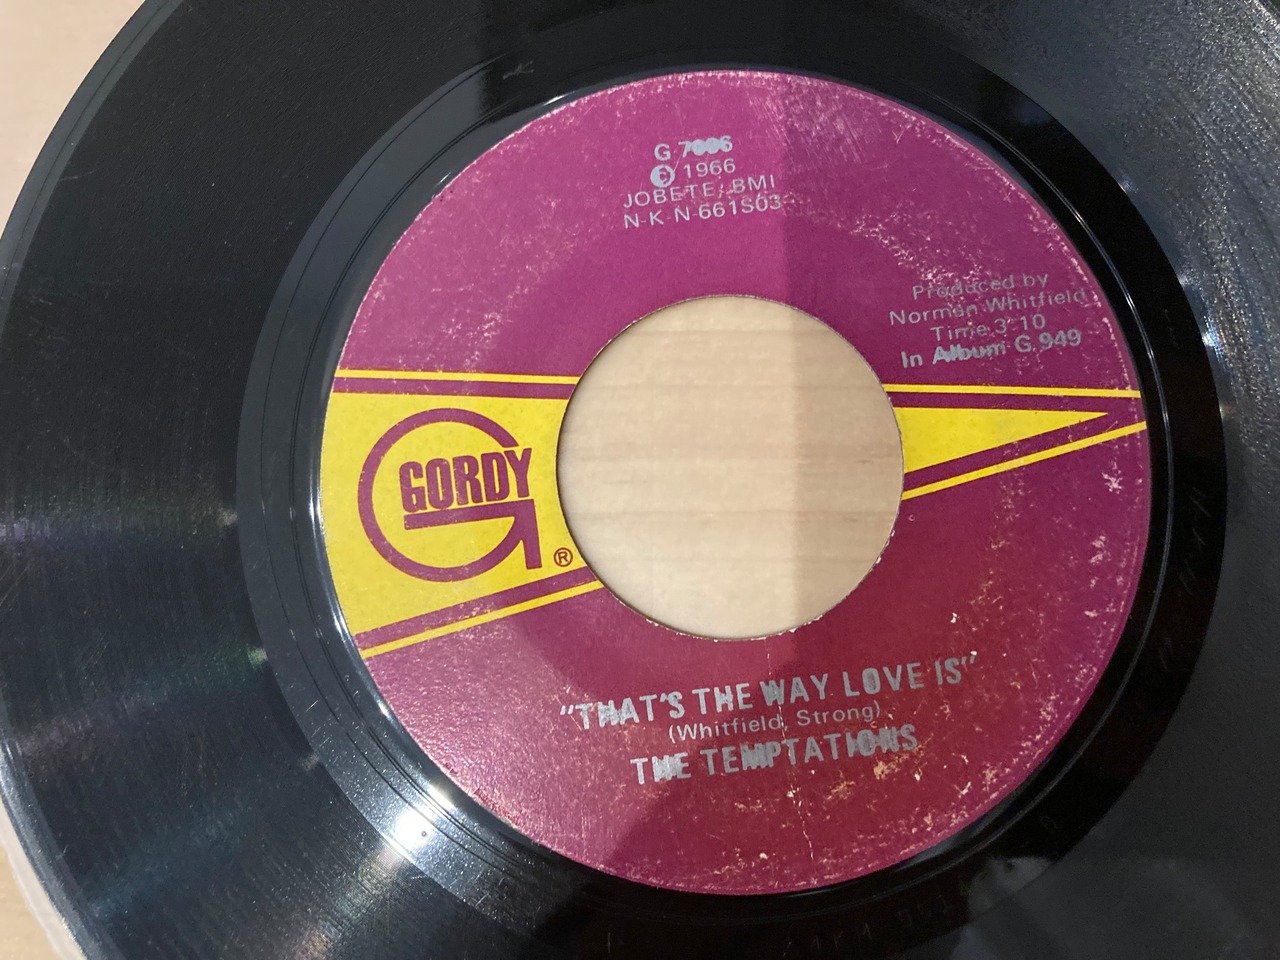 1966
JOBETE, BMI
N-K N-661S03
Produced by
Norman Whitfield
Time 3:10
In Album G 949
GORDY
®
"THAT'S THE WAY LOVE IS"
(Whitfield, Strong)
THE TEMPTATIONS